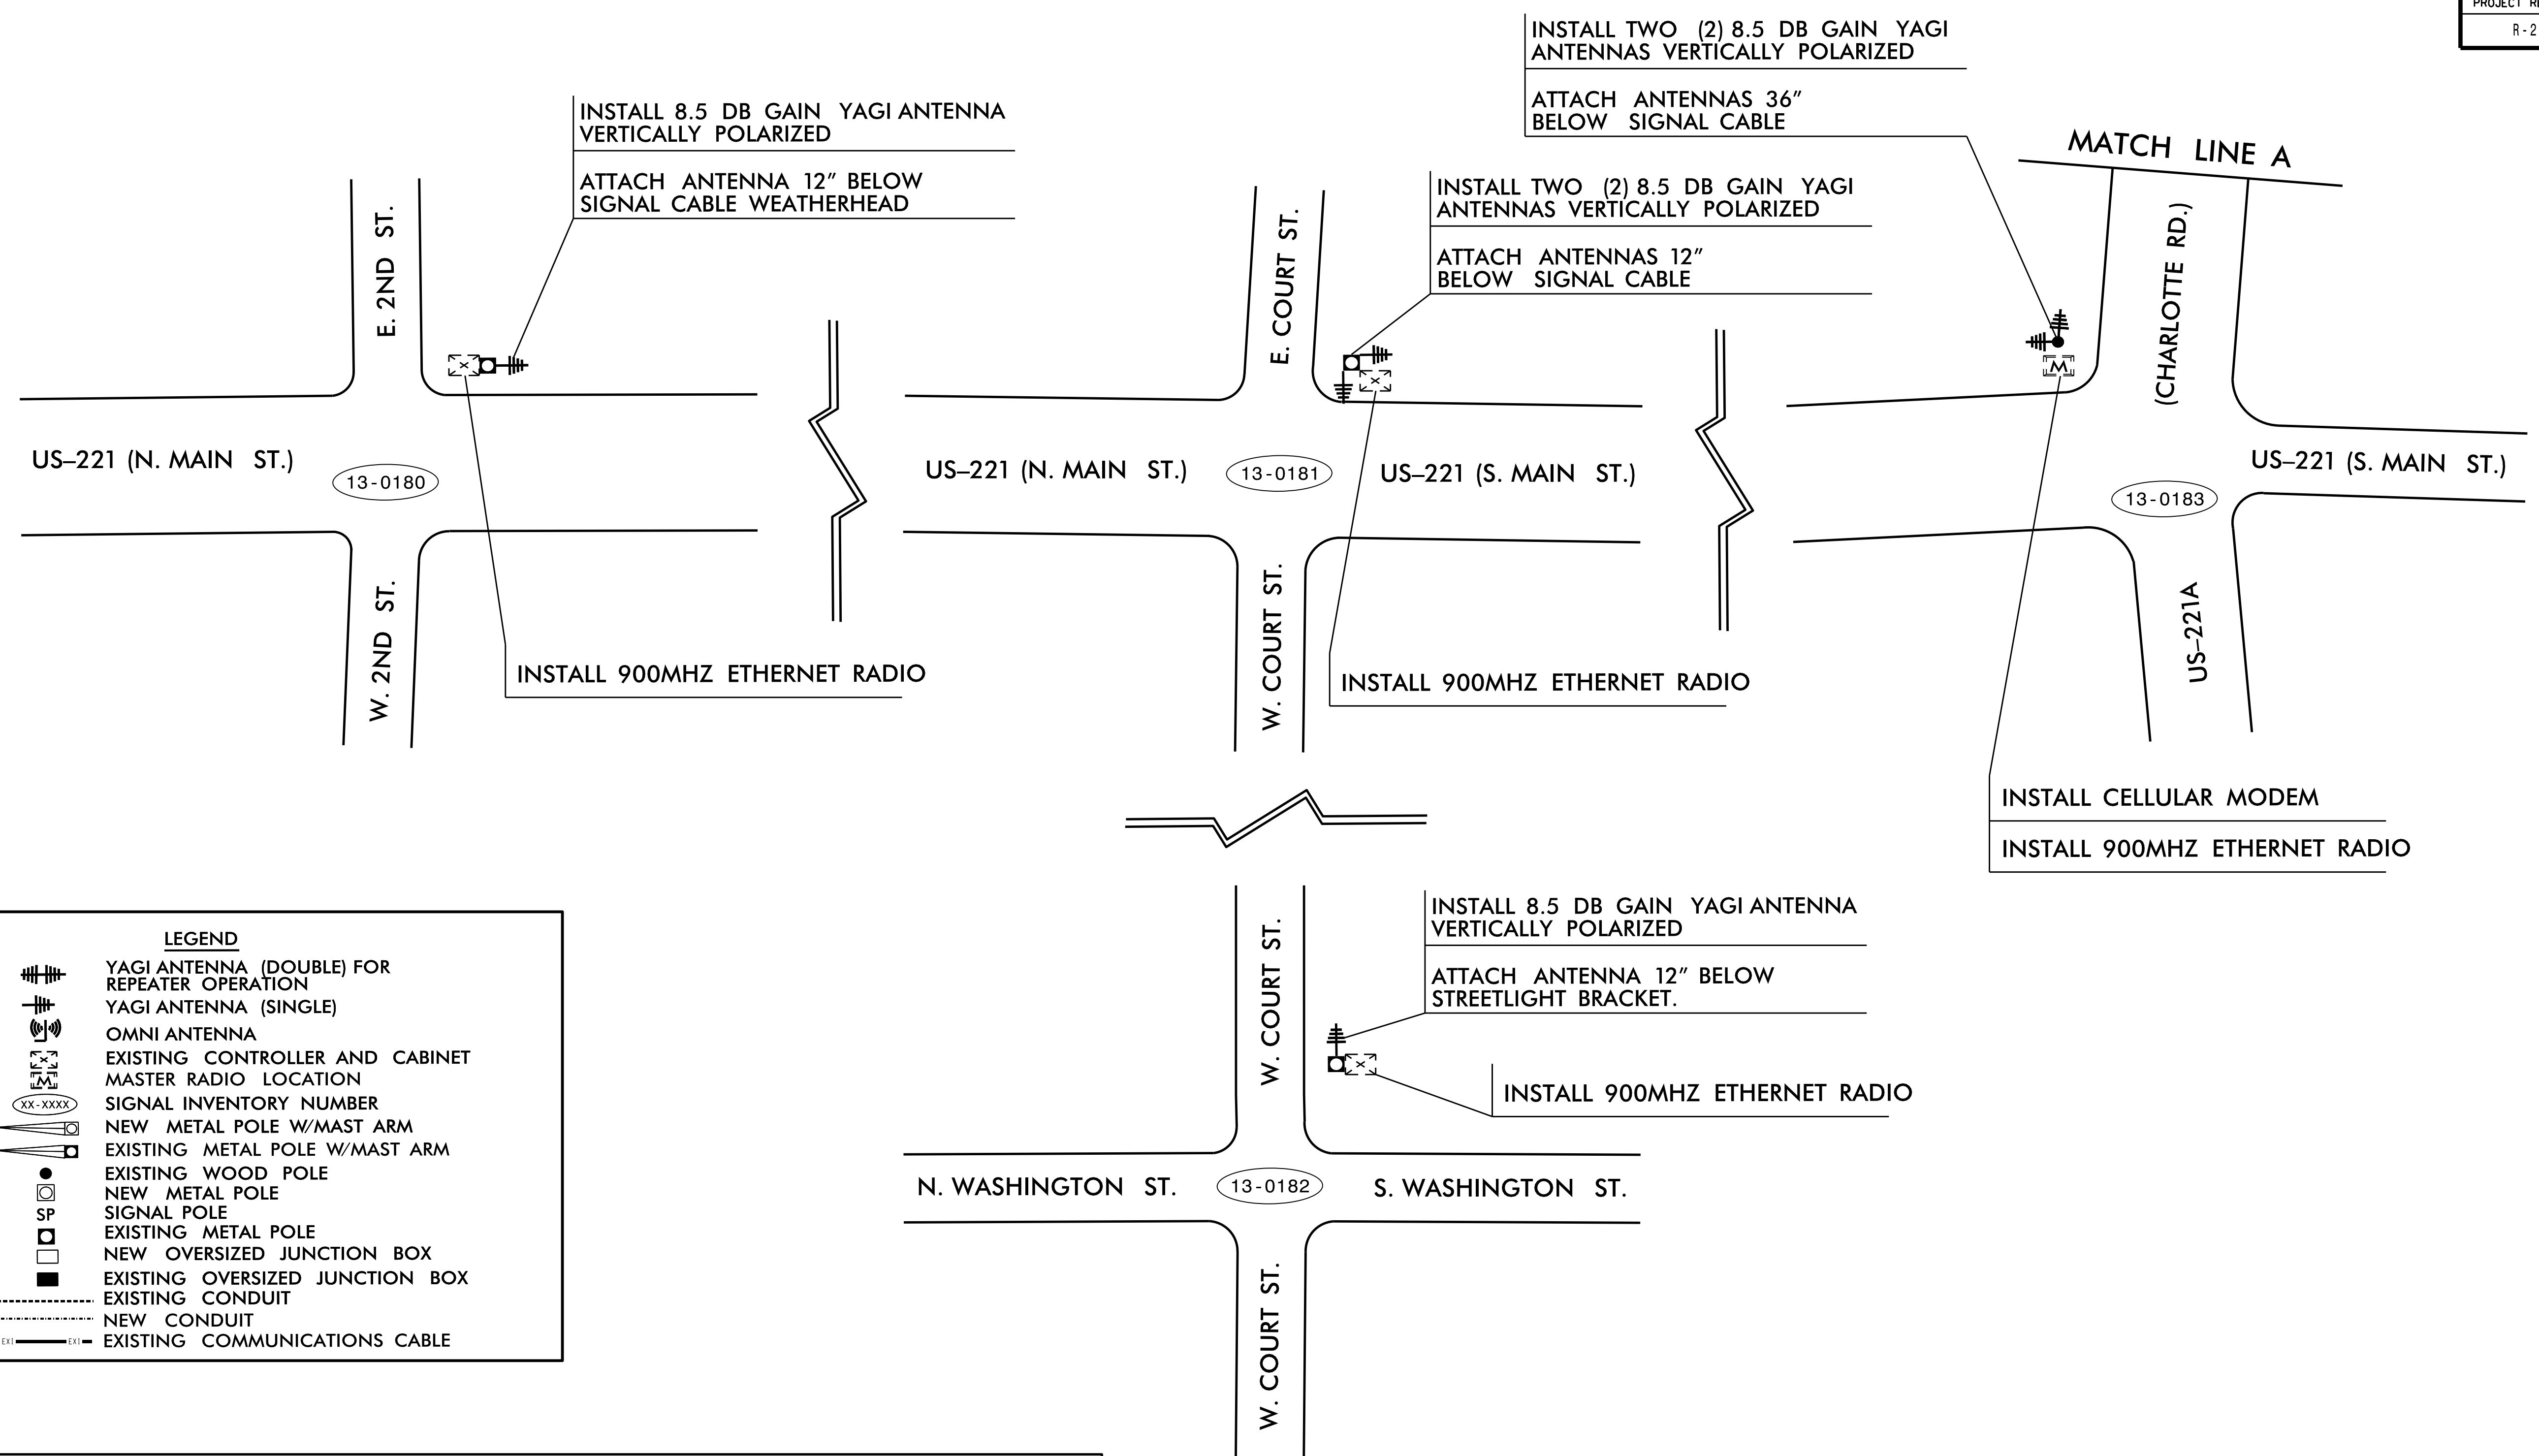 PROJECT RE
R-2
INSTALL TWO (2) 8.5 DB GAIN YAGI
ANTENNAS VERTICALLY POLARIZED
ATTACH ANTENNAS 36"
BELOW SIGNAL CABLE
INSTALL 8.5 DB GAIN YAGI ANTENNA
VERTICALLY POLARIZED
ATTACH ANTENNA 12" BELOW
SIGNAL CABLE WEATHERHEAD
INSTALL TWO (2) 8.5 DB GAIN YAGI
ANTENNAS VERTICALLY POLARIZED
ATTACH ANTENNAS 12"
BELOW SIGNAL CABLE
MATCH LINE A
E. 2ND ST.
E. COURT ST.
(CHARLOTTE RD.)
X
X
M
US-221 (N. MAIN ST.)
13-0180
US-221 (N. MAIN ST.)
13-0181
US-221 (S. MAIN ST.)
13-0183
US-221 (S. MAIN ST.)
W. 2ND ST.
W. COURT ST.
US-221A
INSTALL 900MHZ ETHERNET RADIO
INSTALL 900MHZ ETHERNET RADIO
INSTALL CELLULAR MODEM
INSTALL 900MHZ ETHERNET RADIO
INSTALL 8.5 DB GAIN YAGI ANTENNA
VERTICALLY POLARIZED
ATTACH ANTENNA 12" BELOW
STREETLIGHT BRACKET.
W. COURT ST.
X
INSTALL 900MHZ ETHERNET RADIO
N. WASHINGTON ST.
13-0182
S. WASHINGTON ST.
W. COURT ST.
LEGEND
YAGI ANTENNA (DOUBLE) FOR
REPEATER OPERATION
YAGI ANTENNA (SINGLE)
OMNI ANTENNA
X EXISTING CONTROLLER AND CABINET
M MASTER RADIO LOCATION
XX-XXXX SIGNAL INVENTORY NUMBER
NEW METAL POLE W/MAST ARM
EXISTING METAL POLE W/MAST ARM
EXISTING WOOD POLE
NEW METAL POLE
SP SIGNAL POLE
EXISTING METAL POLE
NEW OVERSIZED JUNCTION BOX
EXISTING OVERSIZED JUNCTION BOX
EXISTING CONDUIT
NEW CONDUIT
EXI EXI EXISTING COMMUNICATIONS CABLE